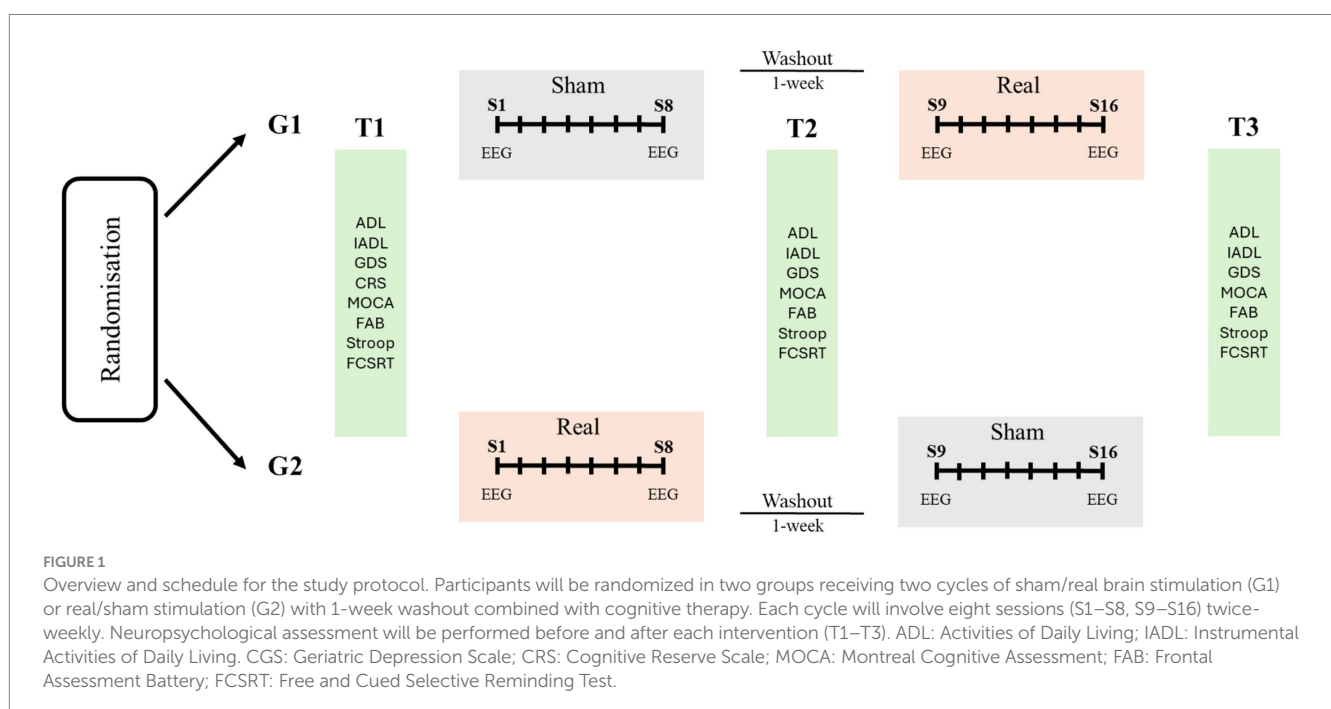 Randomisation
G1
G2
T1
ADL
IADL
GDS
CRS
MOCA
FAB
Stroop
FCSRT
Sham
S1 S8
EEG EEG
Real
S1 S8
EEG EEG
Washout
1-week
T2
ADL
IADL
GDS
MOCA
FAB
Stroop
FCSRT
Washout
1-week
Real
S9 S16
EEG EEG
Sham
S9 S16
EEG EEG
T3
ADL
IADL
GDS
MOCA
FAB
Stroop
FCSRT
FIGURE 1
Overview and schedule for the study protocol. Participants will be randomized in two groups receiving two cycles of sham/real brain stimulation (G1)
or real/sham stimulation (G2) with 1-week washout combined with cognitive therapy. Each cycle will involve eight sessions (S1–S8, S9–S16) twice-
weekly. Neuropsychological assessment will be performed before and after each intervention (T1–T3). ADL: Activities of Daily Living; IADL: Instrumental
Activities of Daily Living. CGS: Geriatric Depression Scale; CRS: Cognitive Reserve Scale; MOCA: Montreal Cognitive Assessment; FAB: Frontal
Assessment Battery; FCSRT: Free and Cued Selective Reminding Test.